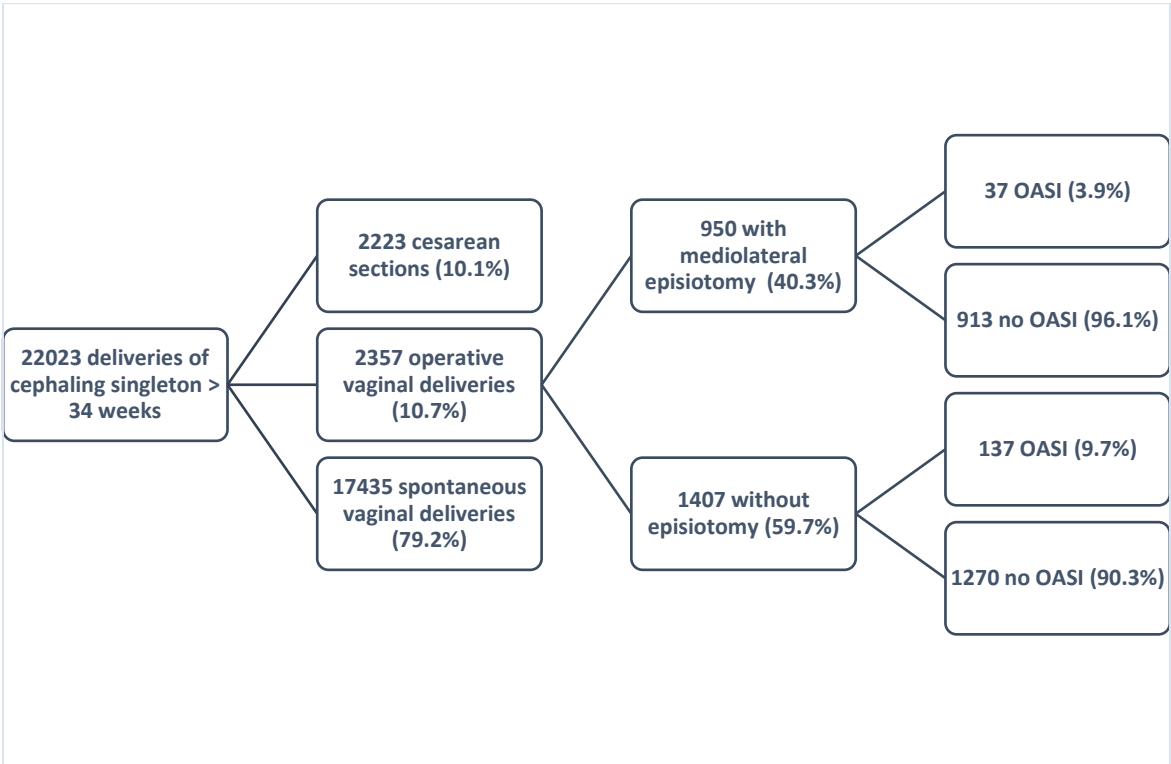 22023 deliveries of
cephaling singleton >
34 weeks
2223 cesarean
sections (10.1%)
2357 operative
vaginal deliveries
(10.7%)
17435 spontaneous
vaginal deliveries
(79.2%)
950 with
mediolateral
episiotomy (40.3%)
1407 without
episiotomy (59.7%)
37 OASI (3.9%)
913 no OASI (96.1%)
137 OASI (9.7%)
1270 no OASI (90.3%)